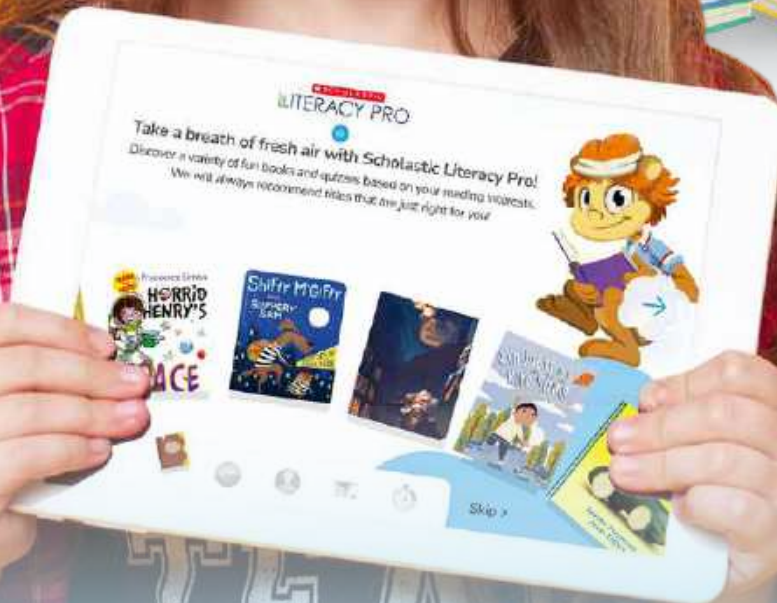 SCHOLASTIC
LITERACY PRO
Take a breath of fresh air with Scholastic Literacy Pro!
Discover a variety of fun books and quizzes based on your reading interests.
We will always recommend titles that are just right for you!
Francesca Simon
HORRID
HENRY'S
ACE
Shifty McGifty
SLIPPERY
SAM
Skip >